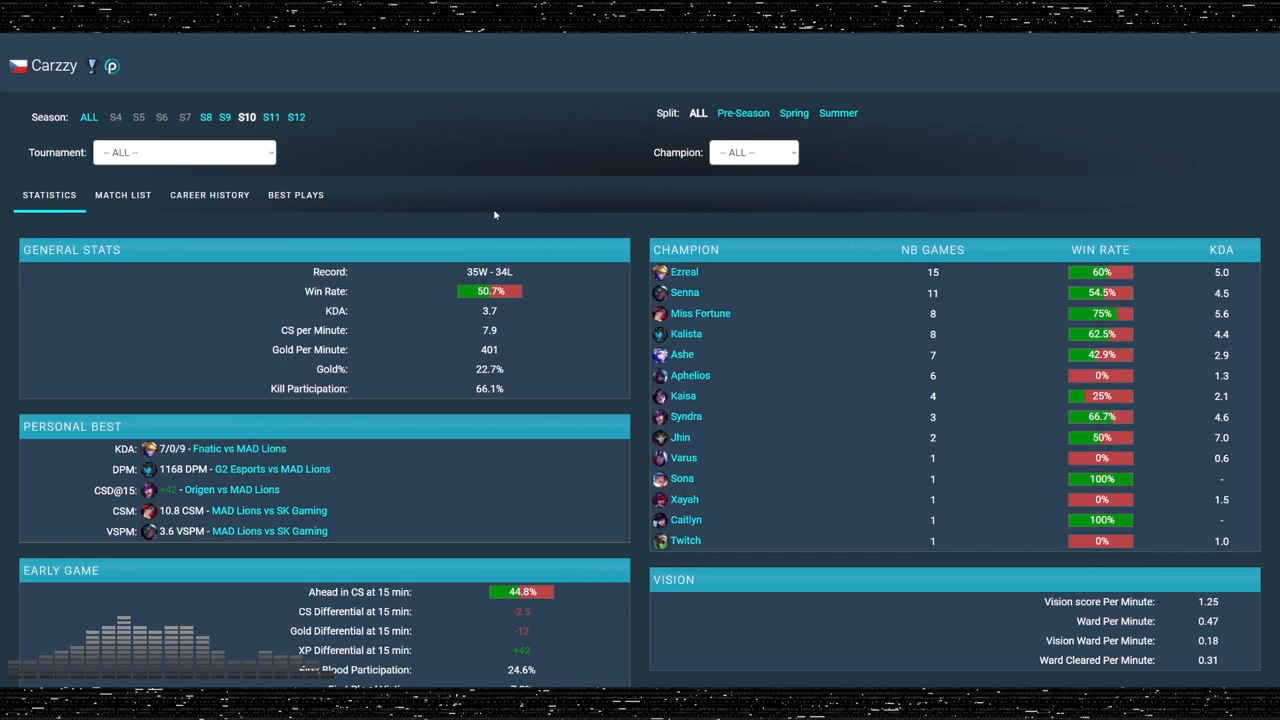 Carzzy
Season: ALL S4 S5 S6 S7 S8 S9 S10 S11 S12
Split: ALL Pre-Season Spring Summer
Tournament: -- ALL --
Champion: -- ALL --
STATISTICS MATCH LIST CAREER HISTORY BEST PLAYS
GENERAL STATS
Record: 35W - 34L
Win Rate: 50.7%
KDA: 3.7
CS per Minute: 7.9
Gold Per Minute: 401
Gold%: 22.7%
Kill Participation: 66.1%
PERSONAL BEST
KDA: 7/0/9 - Fnatic vs MAD Lions
DPM: 1168 DPM - G2 Esports vs MAD Lions
CSD@15: +42 - Origen vs MAD Lions
CSM: 10.8 CSM - MAD Lions vs SK Gaming
VSPM: 3.6 VSPM - MAD Lions vs SK Gaming
EARLY GAME
Ahead in CS at 15 min: 44.8%
CS Differential at 15 min: -2.5
Gold Differential at 15 min: -12
XP Differential at 15 min: +42
First Blood Participation: 24.6%
CHAMPION NB GAMES WIN RATE KDA
Ezreal 15 60% 5.0
Senna 11 54.5% 4.5
Miss Fortune 8 75% 5.6
Kalista 8 62.5% 4.4
Ashe 7 42.9% 2.9
Aphelios 6 0% 1.3
Kaisa 4 25% 2.1
Syndra 3 66.7% 4.6
Jhin 2 50% 7.0
Varus 1 0% 0.6
Sona 1 100% -
Xayah 1 0% 1.5
Caitlyn 1 100% -
Twitch 1 0% 1.0
VISION
Vision score Per Minute: 1.25
Ward Per Minute: 0.47
Vision Ward Per Minute: 0.18
Ward Cleared Per Minute: 0.31